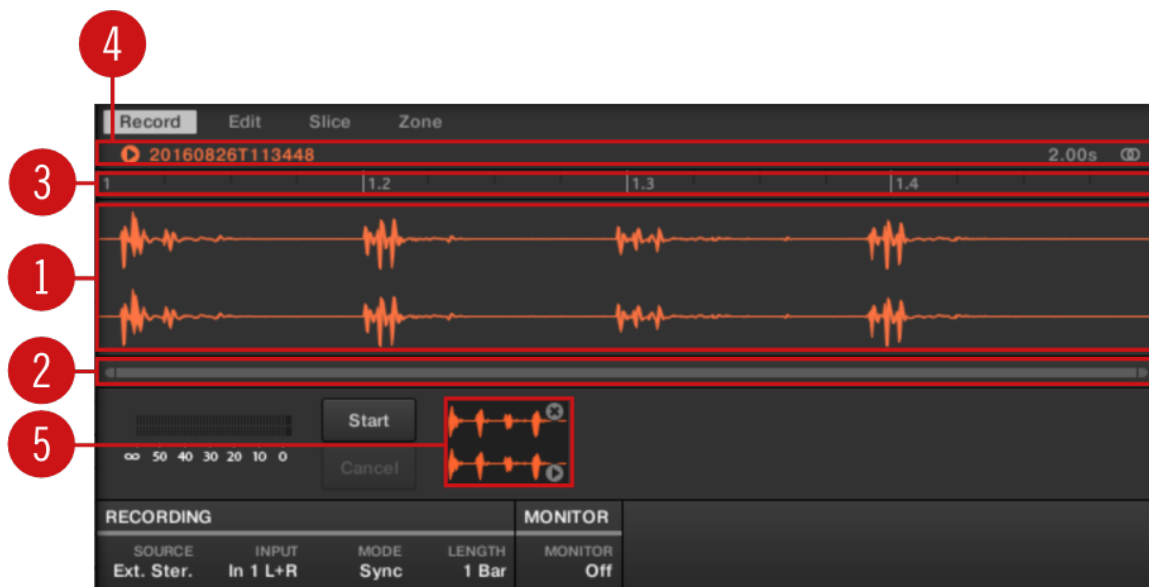 4
Record Edit Slice Zone
20160826T113448 2.00s
3
1 1.2 1.3 1.4
1
2
Start
5
∞ 50 40 30 20 10 0
Cancel
RECORDING MONITOR
SOURCE INPUT MODE LENGTH MONITOR
Ext. Ster. In 1 L+R Sync 1 Bar Off